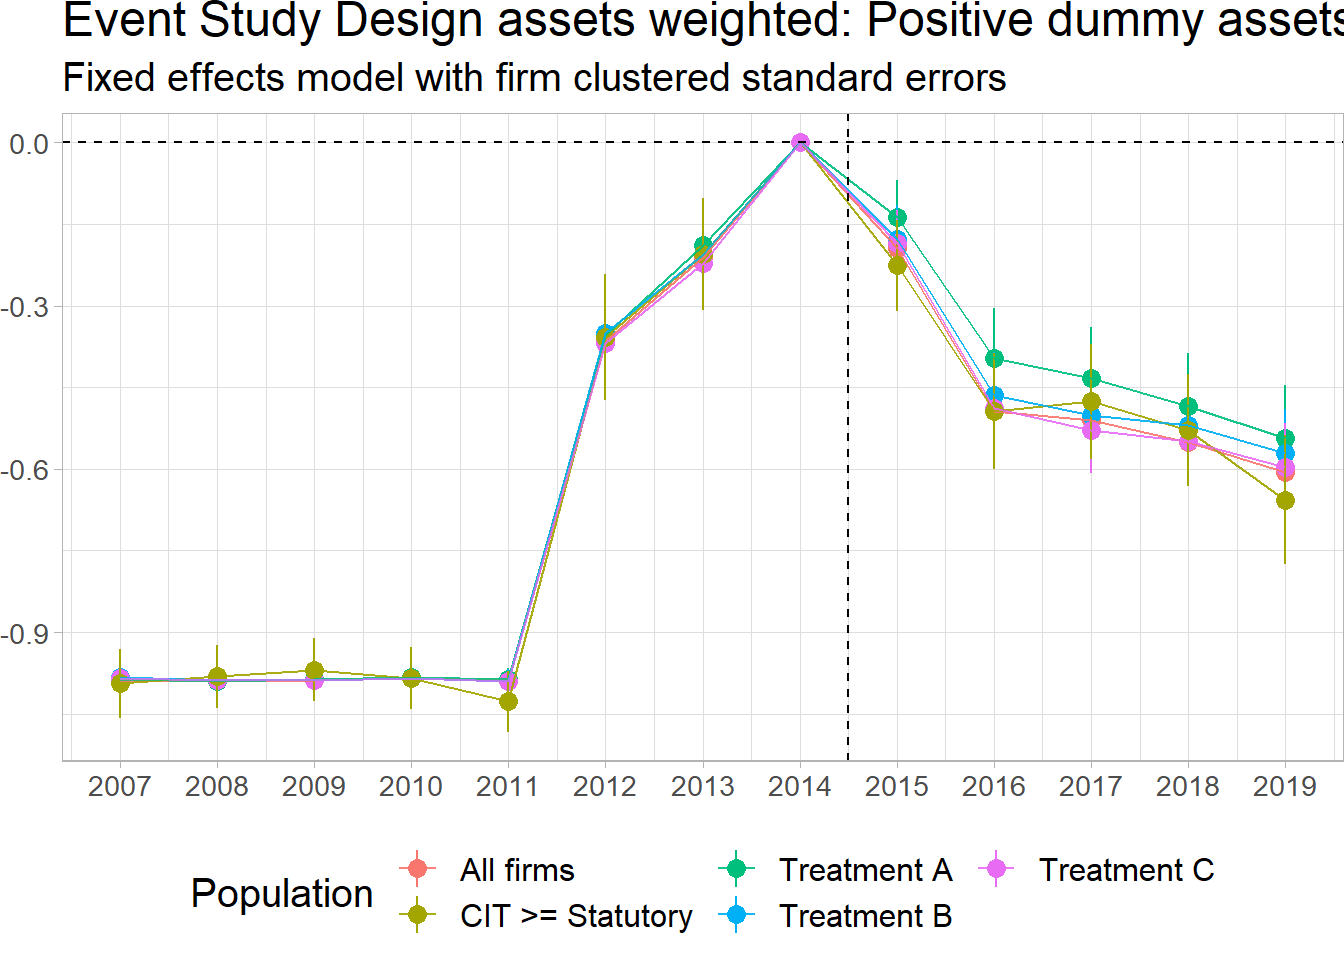 Event Study Design assets weighted: Positive dummy assets
Fixed effects model with firm clustered standard errors
0.0
-0.3
-0.6
-0.9
2007 2008 2009 2010 2011 2012 2013 2014 2015 2016 2017 2018 2019
Population
All firms
CIT >= Statutory
Treatment A
Treatment B
Treatment C